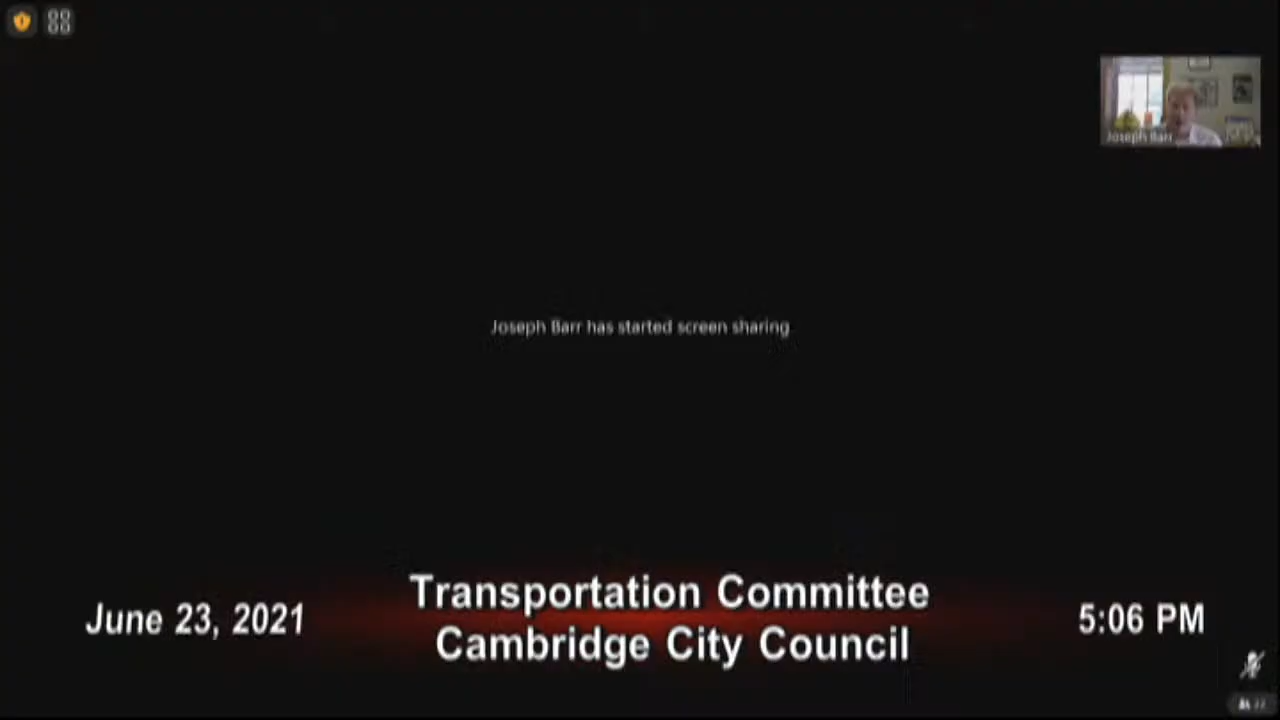 Joseph Barr
Joseph Barr has started screen sharing
Transportation Committee
June 23, 2021
5:06 PM
Cambridge City Council